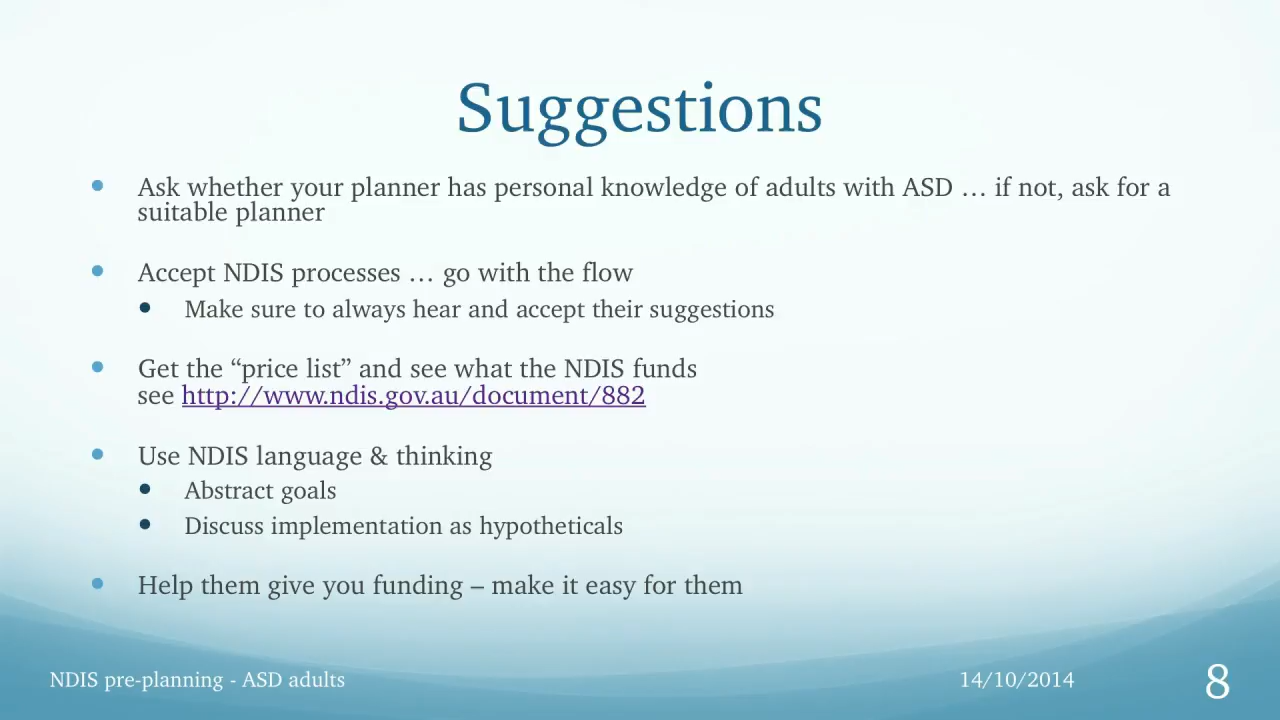 Suggestions
Ask whether your planner has personal knowledge of adults with ASD … if not, ask for a
suitable planner
Accept NDIS processes … go with the flow
Make sure to always hear and accept their suggestions
Get the “price list” and see what the NDIS funds
see http://www.ndis.gov.au/document/882
Use NDIS language & thinking
Abstract goals
Discuss implementation as hypotheticals
Help them give you funding – make it easy for them
NDIS pre-planning - ASD adults 14/10/2014 8